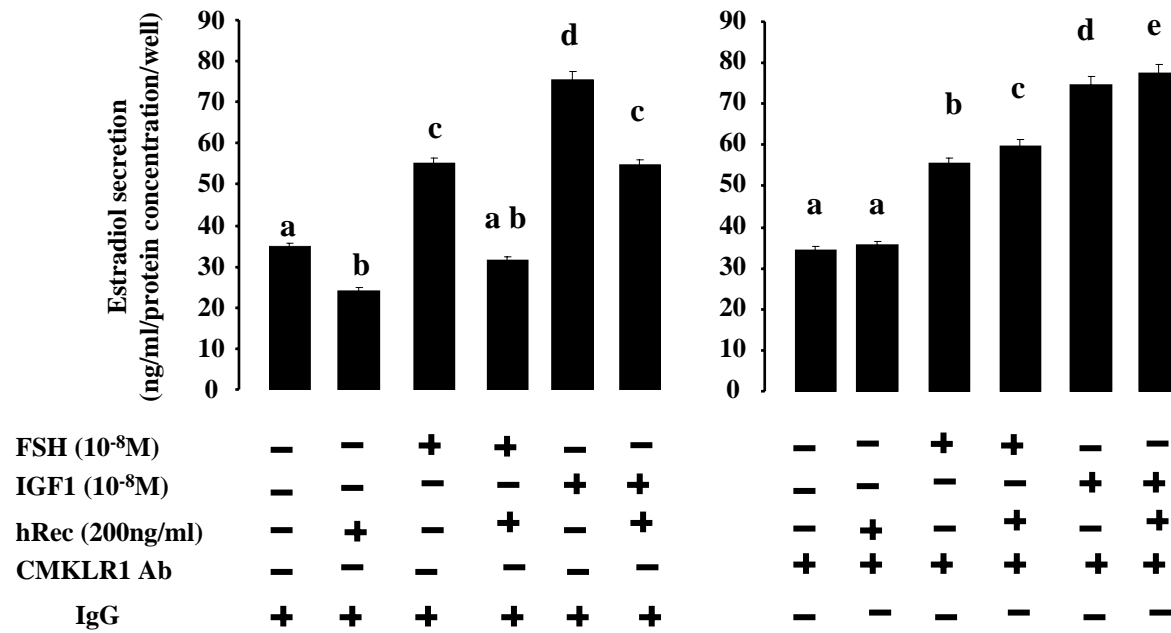 Estradiol secretion
(ng/ml/protein concentration/well)
90
80
70
60
50
40
30
20
10
0
a
b
c
a b
d
c
90
80
70
60
50
40
30
20
10
0
a
a
b
c
d
e
FSH (10⁻⁸M) – – + + – – – – + + – –
IGF1 (10⁻⁸M) – – – – + + – – – – + +
hRec (200ng/ml) – + – + – + – + – + – +
CMKLR1 Ab – – – – – – + + + + + +
IgG + + + + + + – – – – – –